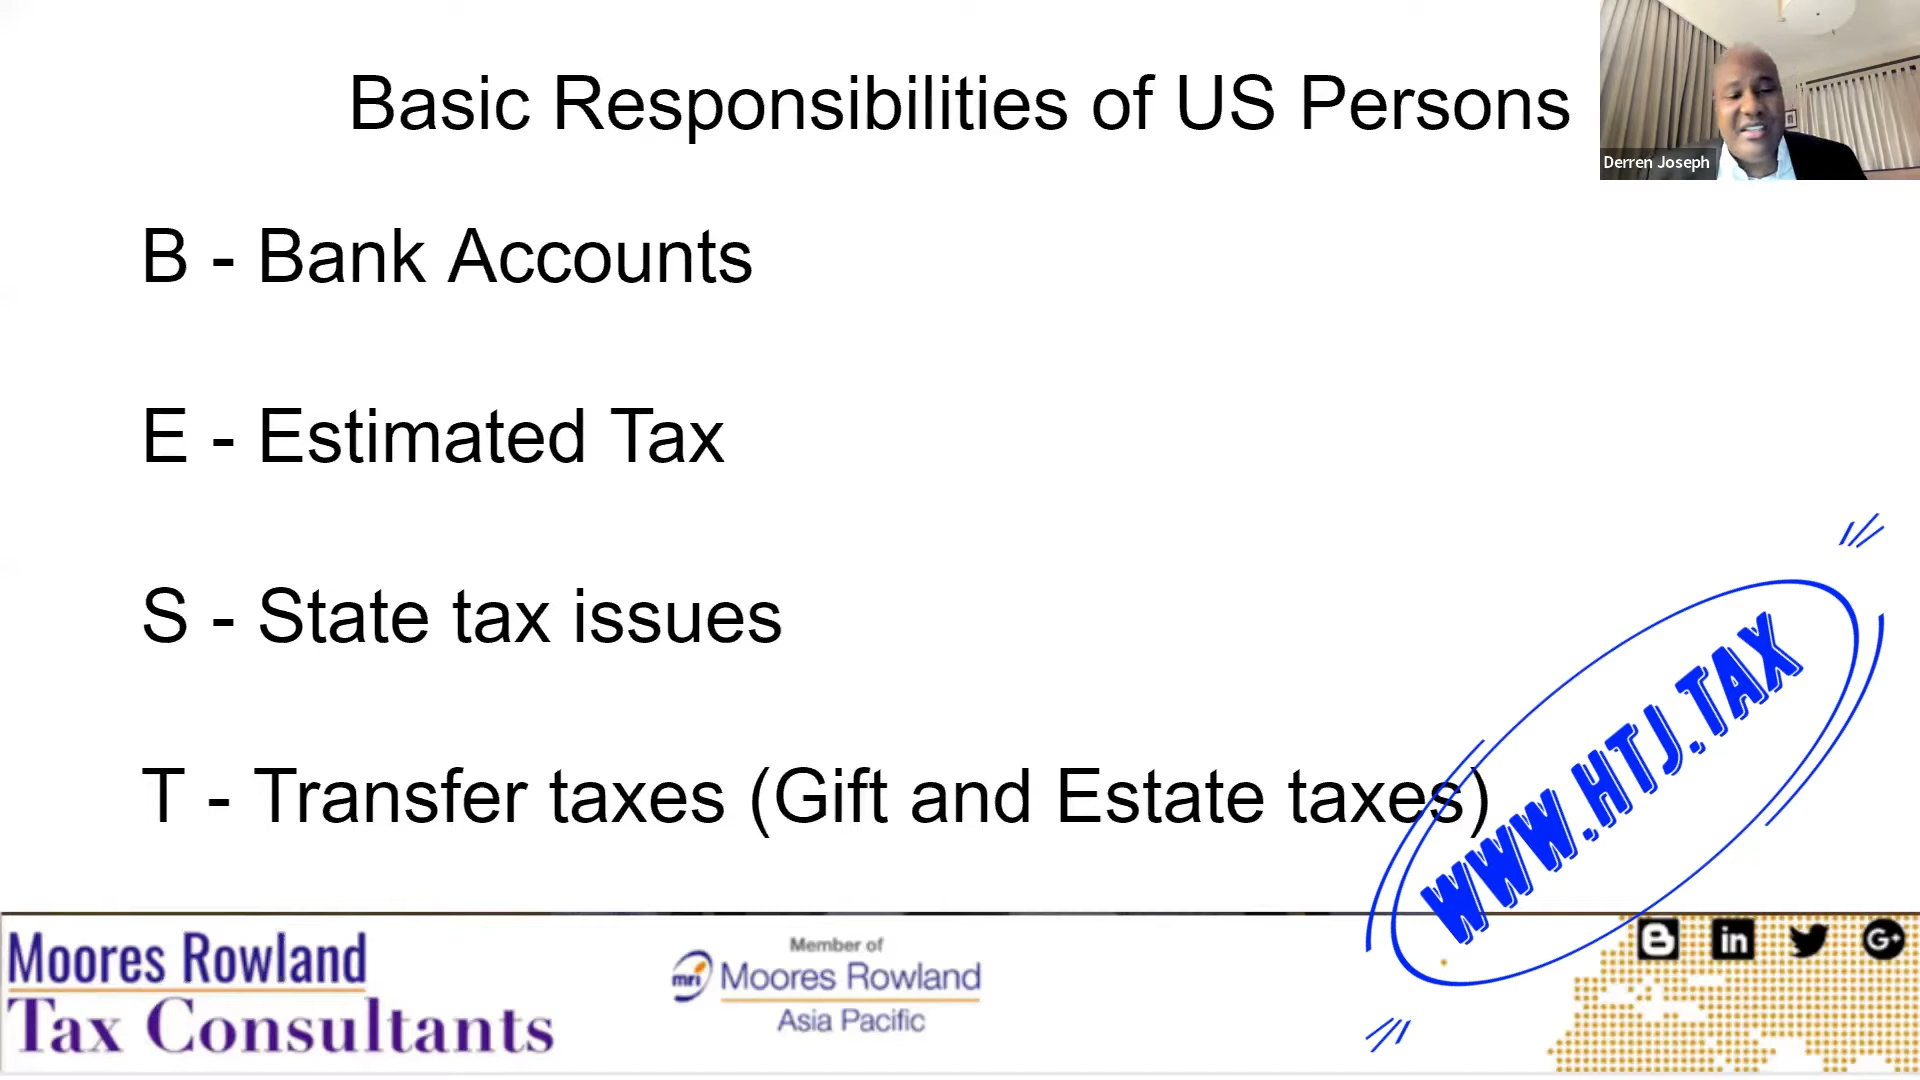 Basic Responsibilities of US Persons
Derren Joseph
B - Bank Accounts
E - Estimated Tax
S - State tax issues
T - Transfer taxes (Gift and Estate taxes)
WWW.HTJ.TAX
Moores Rowland
Tax Consultants
Member of
mri Moores Rowland
Asia Pacific
in
G+